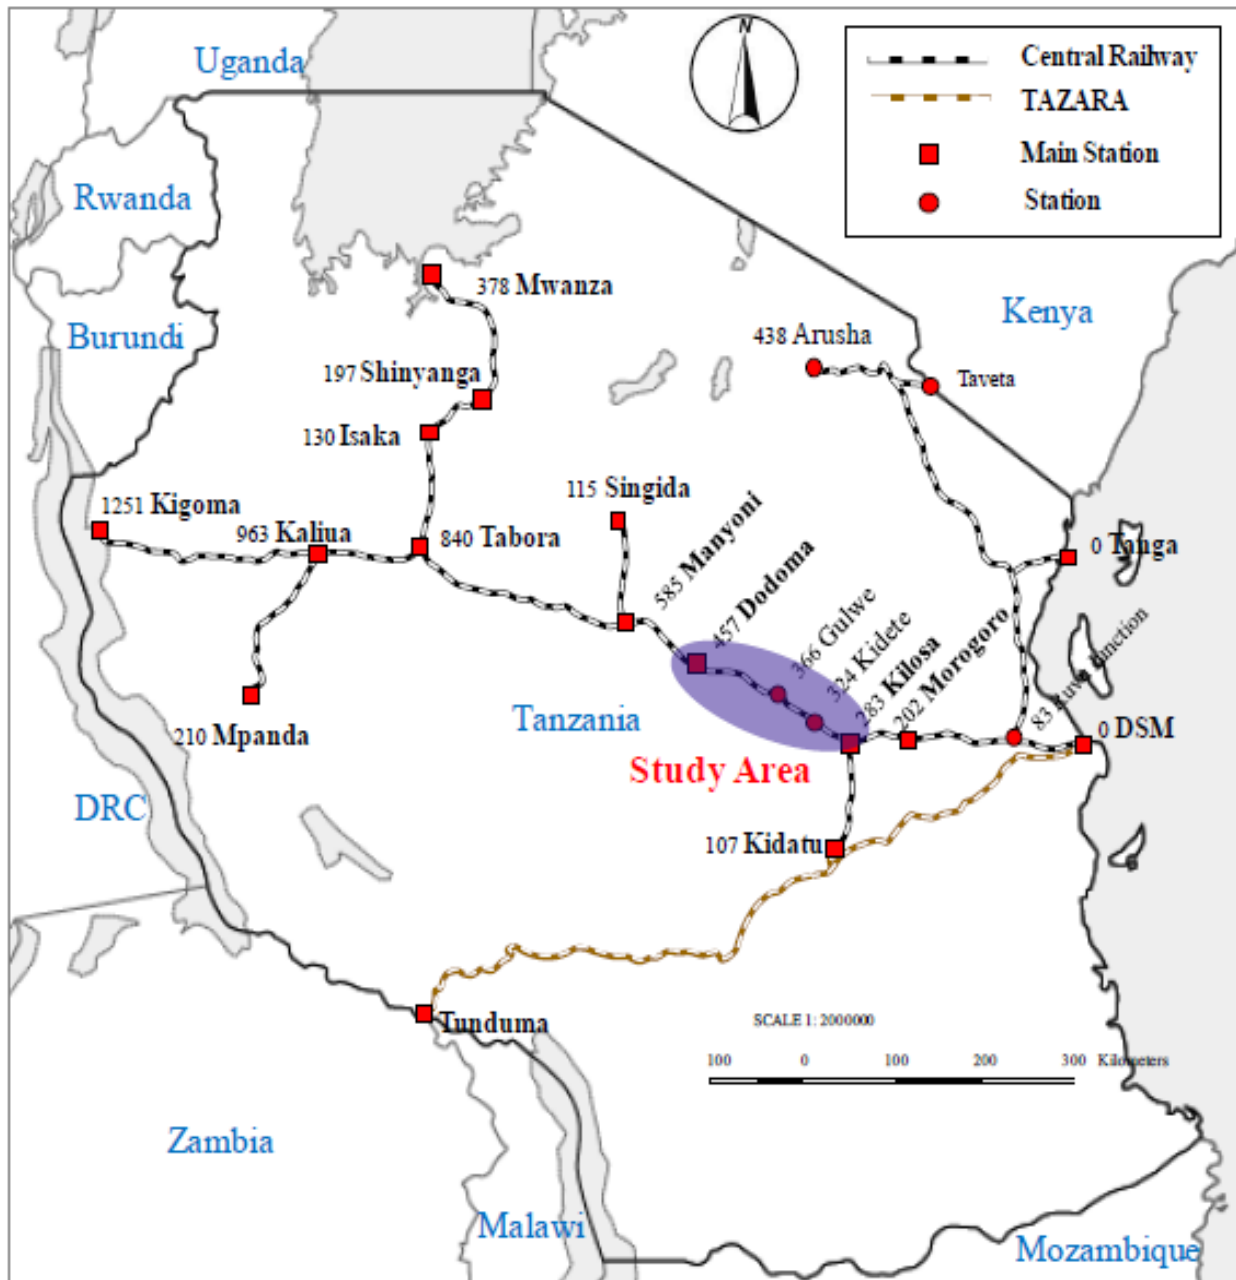 Uganda
N
Central Railway
TAZARA
Main Station
Station
Rwanda
378 Mwanza
Kenya
Burundi
438 Arusha
197 Shinyanga
Taveta
130 Isaka
115 Singida
1251 Kigoma
963 Kaliua
840 Tabora
585 Manyoni
457 Dodoma
366 Gulwe
324 Kidete
283 Kilosa
202 Morogoro
83 Ruvu Junction
0 Tanga
0 DSM
210 Mpanda
Tanzania
Study Area
DRC
107 Kidatu
Tunduma
SCALE 1: 2000000
100 0 100 200 300 Kilometers
Zambia
Malawi
Mozambique